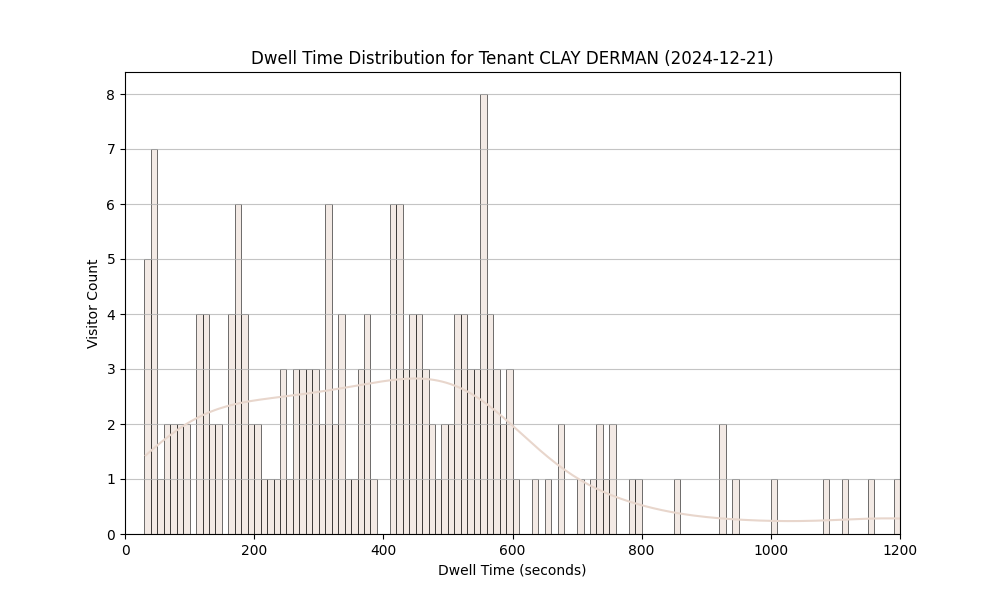 Dwell Time Distribution for Tenant CLAY DERMAN (2024-12-21)
8
7
6
5
4
3
2
1
0
Visitor Count
0 200 400 600 800 1000 1200
Dwell Time (seconds)